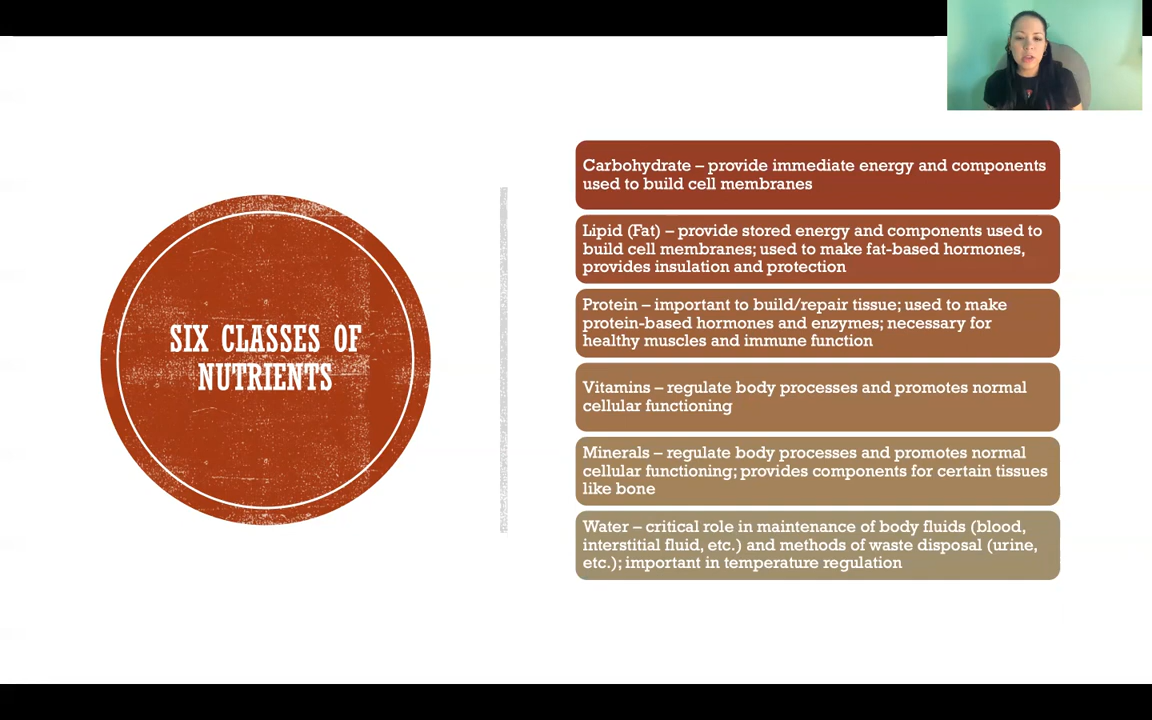 SIX CLASSES OF
NUTRIENTS
Carbohydrate – provide immediate energy and components
used to build cell membranes
Lipid (Fat) – provide stored energy and components used to
build cell membranes; used to make fat-based hormones,
provides insulation and protection
Protein – important to build/repair tissue; used to make
protein-based hormones and enzymes; necessary for
healthy muscles and immune function
Vitamins – regulate body processes and promotes normal
cellular functioning
Minerals – regulate body processes and promotes normal
cellular functioning; provides components for certain tissues
like bone
Water – critical role in maintenance of body fluids (blood,
interstitial fluid, etc.) and methods of waste disposal (urine,
etc.); important in temperature regulation